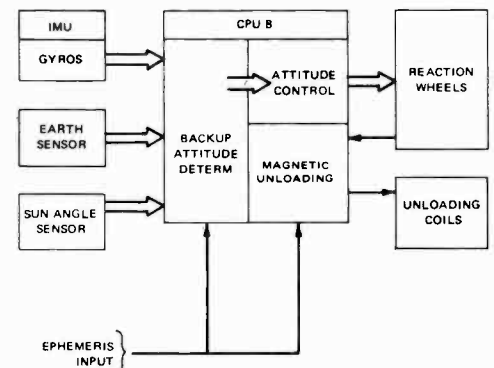 IMU
GYROS
EARTH
SENSOR
SUN ANGLE
SENSOR
CPU B
BACKUP
ATTITUDE
DETERM
ATTITUDE
CONTROL
MAGNETIC
UNLOADING
REACTION
WHEELS
UNLOADING
COILS
EPHEMERIS
INPUT